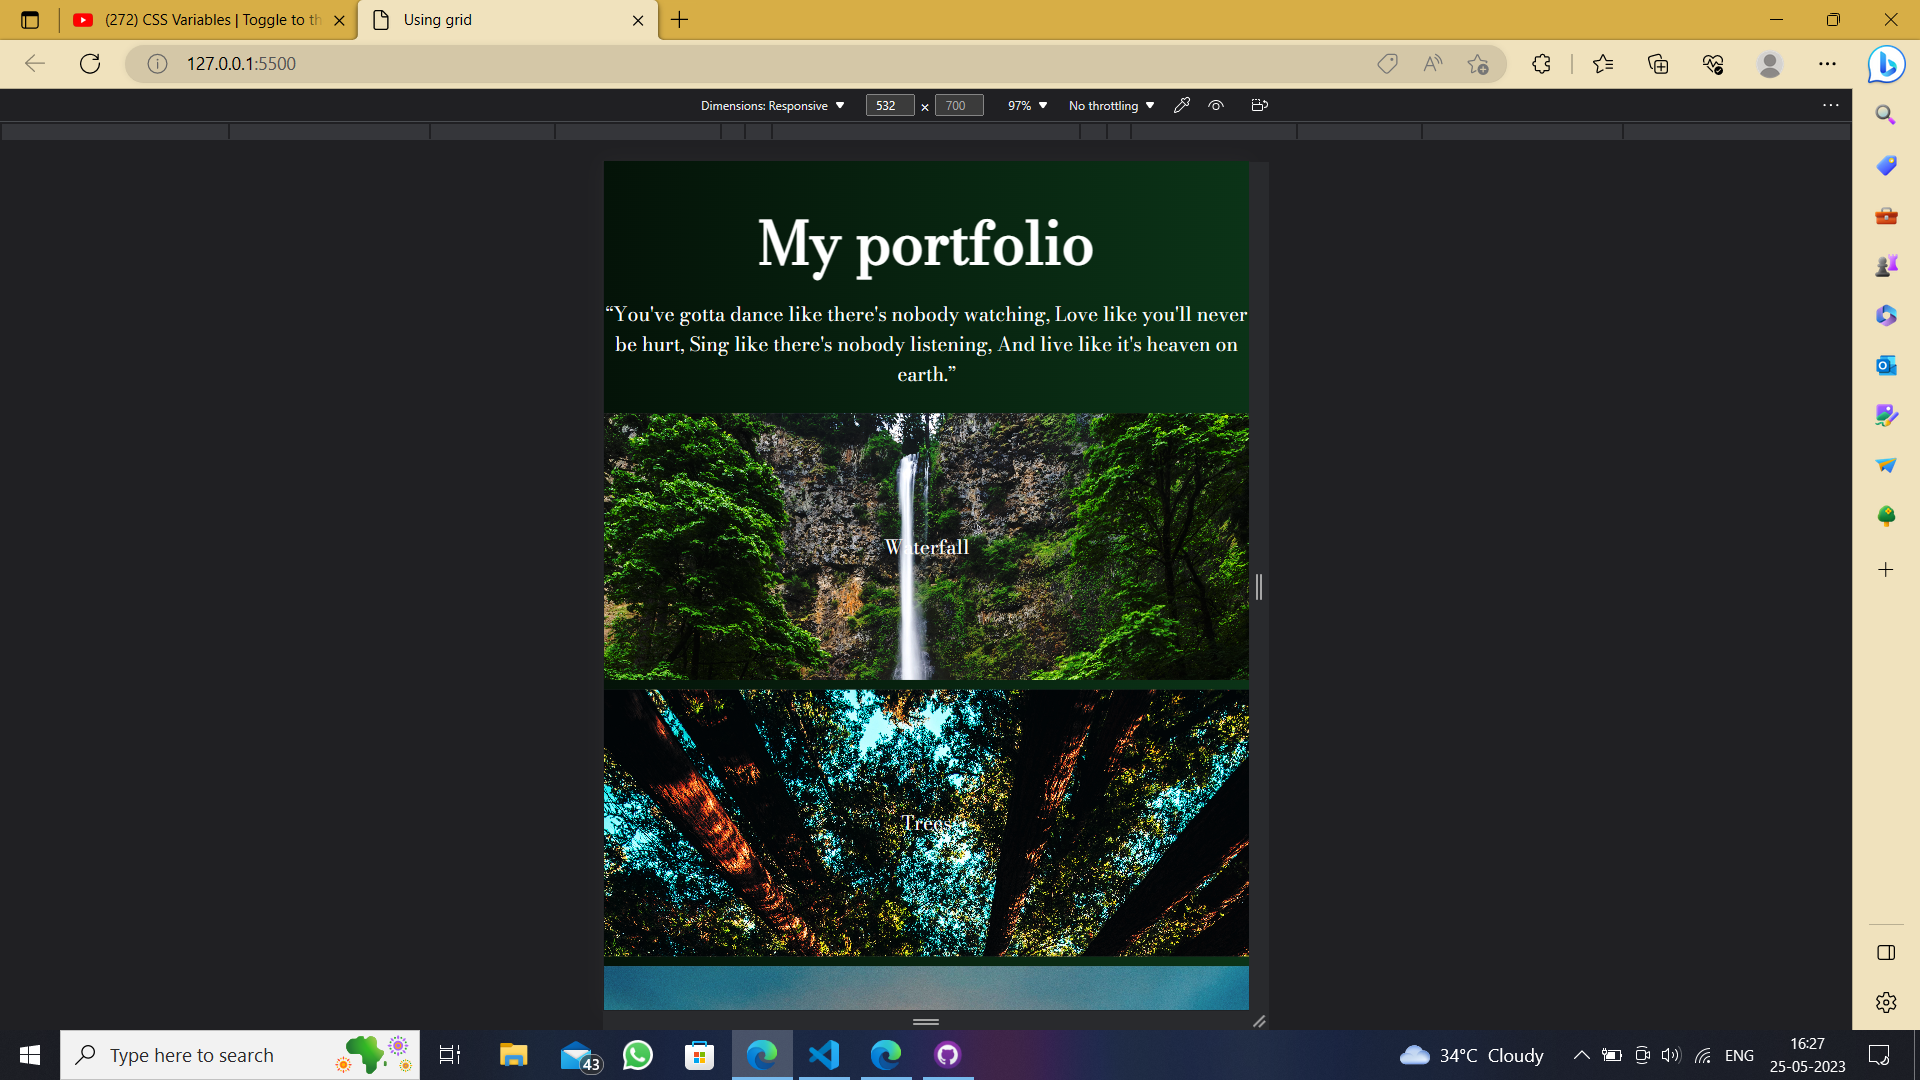 (272) CSS Variables | Toggle to th
Using grid
127.0.0.1:5500
Dimensions: Responsive
532 × 700
97%
No throttling
My portfolio
“You've gotta dance like there's nobody watching, Love like you'll never
be hurt, Sing like there's nobody listening, And live like it's heaven on
earth.”
Waterfall
Trees
Type here to search
43
34°C Cloudy
ENG
16:27
25-05-2023